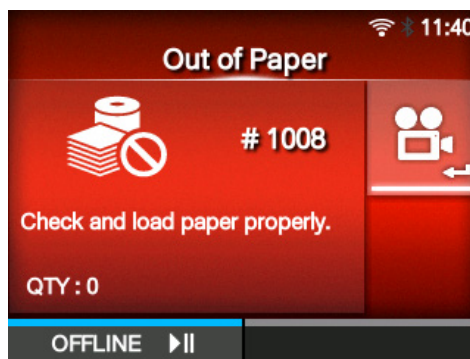 11:40
Out of Paper
# 1008
Check and load paper properly.
QTY : 0
OFFLINE